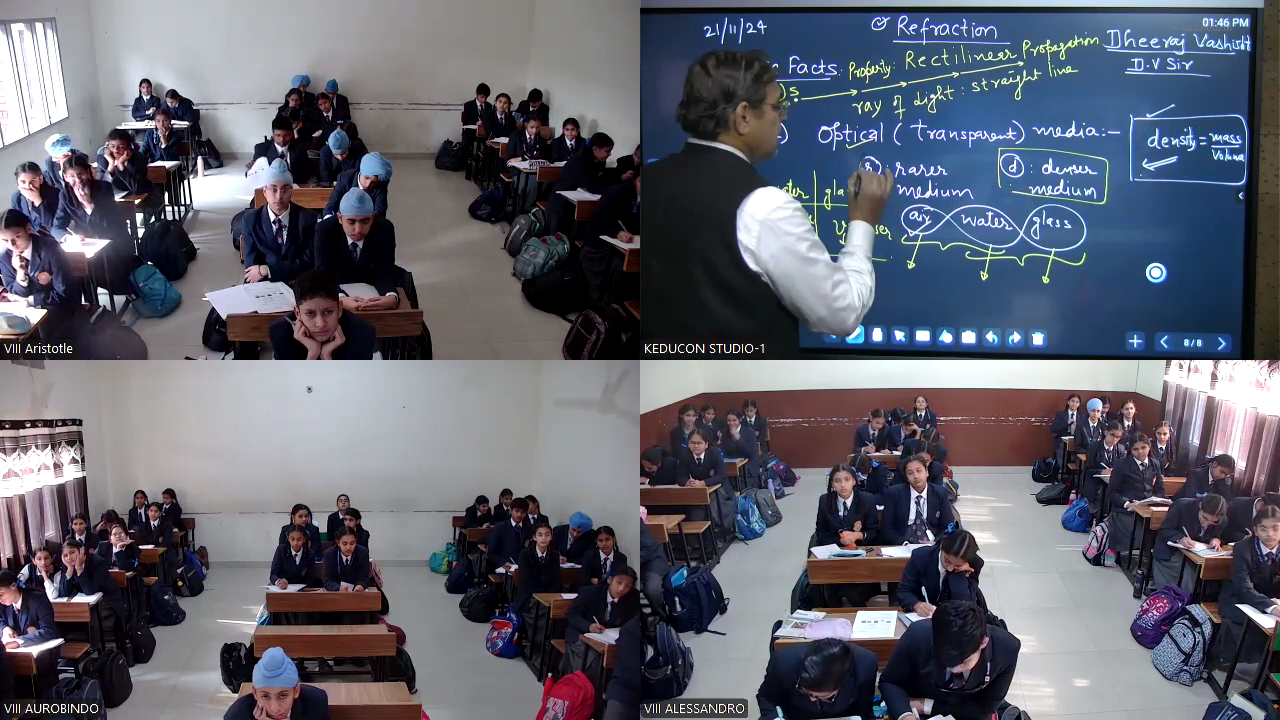 21/11/24
Refraction
01:46 PM
Dheeraj Vashisht
D.V Sir
Facts. Property: Rectilinear Propagation
S
ray of light : straight line
Optical (transparent) media:-
density = mass
Volume
rarer
medium
d : denser
medium
air water glass
8/8
VIII Aristotle
KEDUCON STUDIO-1
VIII AUROBINDO
VIII ALESSANDRO